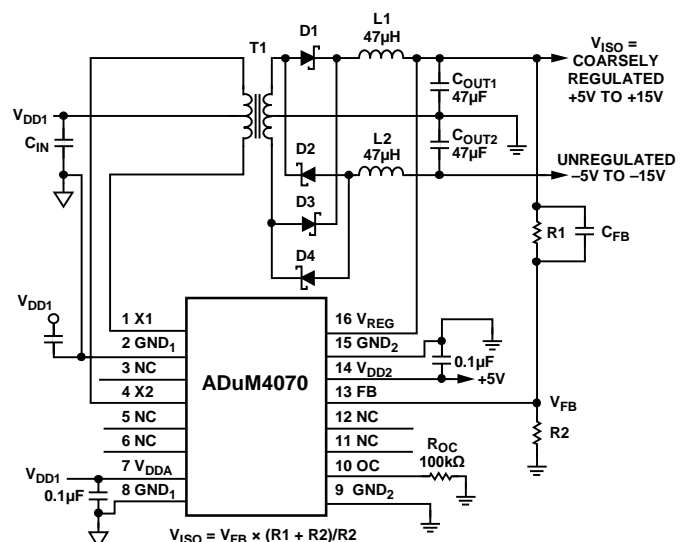 D1
L1
47µH
T1
V_ISO =
COARSELY
REGULATED
+5V TO +15V
C_OUT1
47µF
V_DD1
C_IN
D2
L2
47µH
C_OUT2
47µF
UNREGULATED
–5V TO –15V
D3
R1
C_FB
D4
V_DD1
1 X1
2 GND_1
3 NC
4 X2
5 NC
6 NC
7 V_DDA
8 GND_1
V_DD1
0.1µF
ADuM4070
16 V_REG
15 GND_2
14 V_DD2
13 FB
12 NC
11 NC
10 OC
9 GND_2
0.1µF
+5V
V_FB
R2
R_OC
100kΩ
V_ISO = V_FB × (R1 + R2)/R2